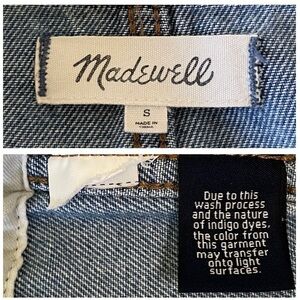 Madewell
S
MADE IN
Due to this
wash process
and the nature
of indigo dyes,
the color from
this garment
may transfer
onto light
surfaces.